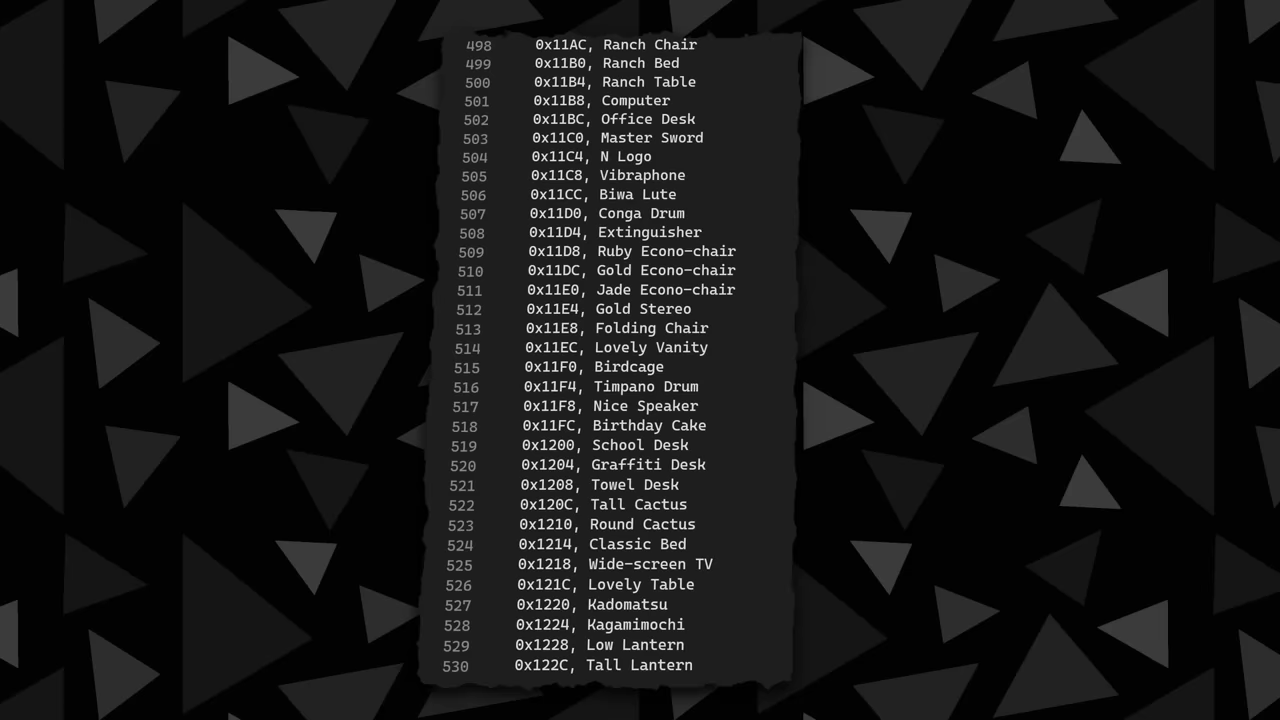 498 0x11AC, Ranch Chair
499 0x11B0, Ranch Bed
500 0x11B4, Ranch Table
501 0x11B8, Computer
502 0x11BC, Office Desk
503 0x11C0, Master Sword
504 0x11C4, N Logo
505 0x11C8, Vibraphone
506 0x11CC, Biwa Lute
507 0x11D0, Conga Drum
508 0x11D4, Extinguisher
509 0x11D8, Ruby Econo-chair
510 0x11DC, Gold Econo-chair
511 0x11E0, Jade Econo-chair
512 0x11E4, Gold Stereo
513 0x11E8, Folding Chair
514 0x11EC, Lovely Vanity
515 0x11F0, Birdcage
516 0x11F4, Timpano Drum
517 0x11F8, Nice Speaker
518 0x11FC, Birthday Cake
519 0x1200, School Desk
520 0x1204, Graffiti Desk
521 0x1208, Towel Desk
522 0x120C, Tall Cactus
523 0x1210, Round Cactus
524 0x1214, Classic Bed
525 0x1218, Wide-screen TV
526 0x121C, Lovely Table
527 0x1220, Kadomatsu
528 0x1224, Kagamimochi
529 0x1228, Low Lantern
530 0x122C, Tall Lantern